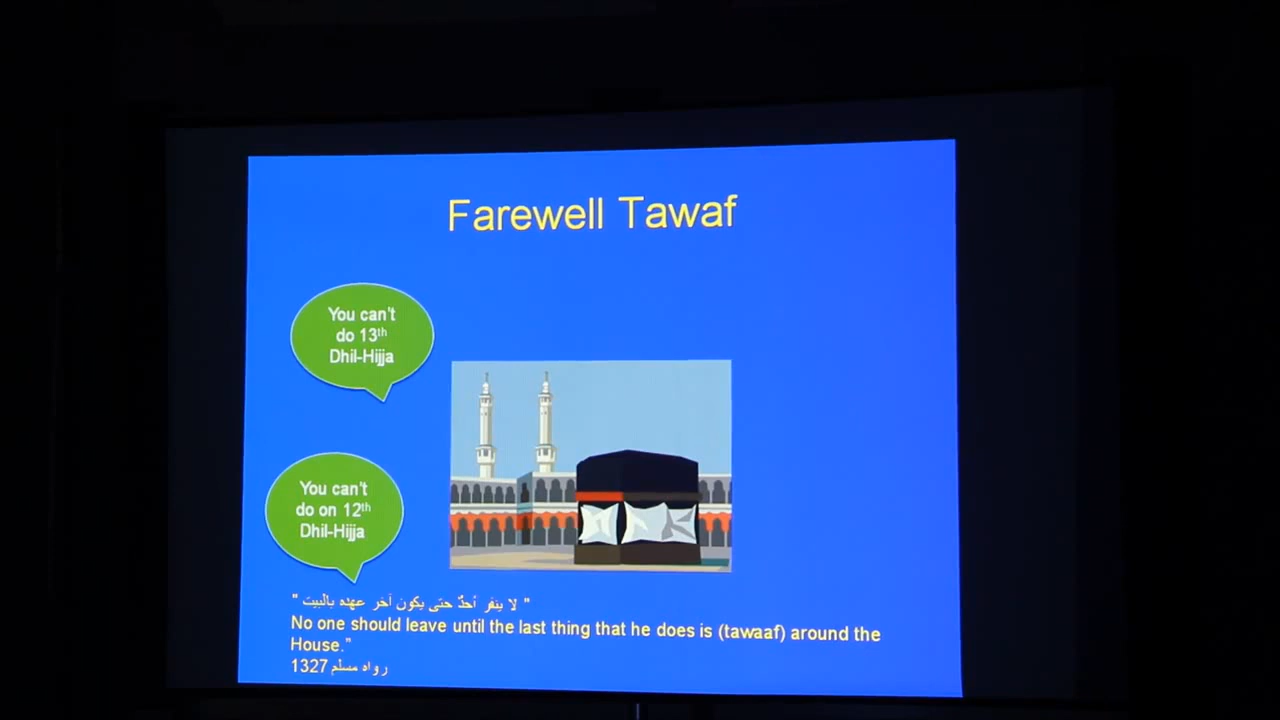 Farewell Tawaf
You can't
do 13th
Dhil-Hijja
You can't
do on 12th
Dhil-Hijja
" لا ينفر أحدٌ حتى يكون آخر عهده بالبيت "
No one should leave until the last thing that he does is (tawaaf) around the
House."
رواه مسلم 1327